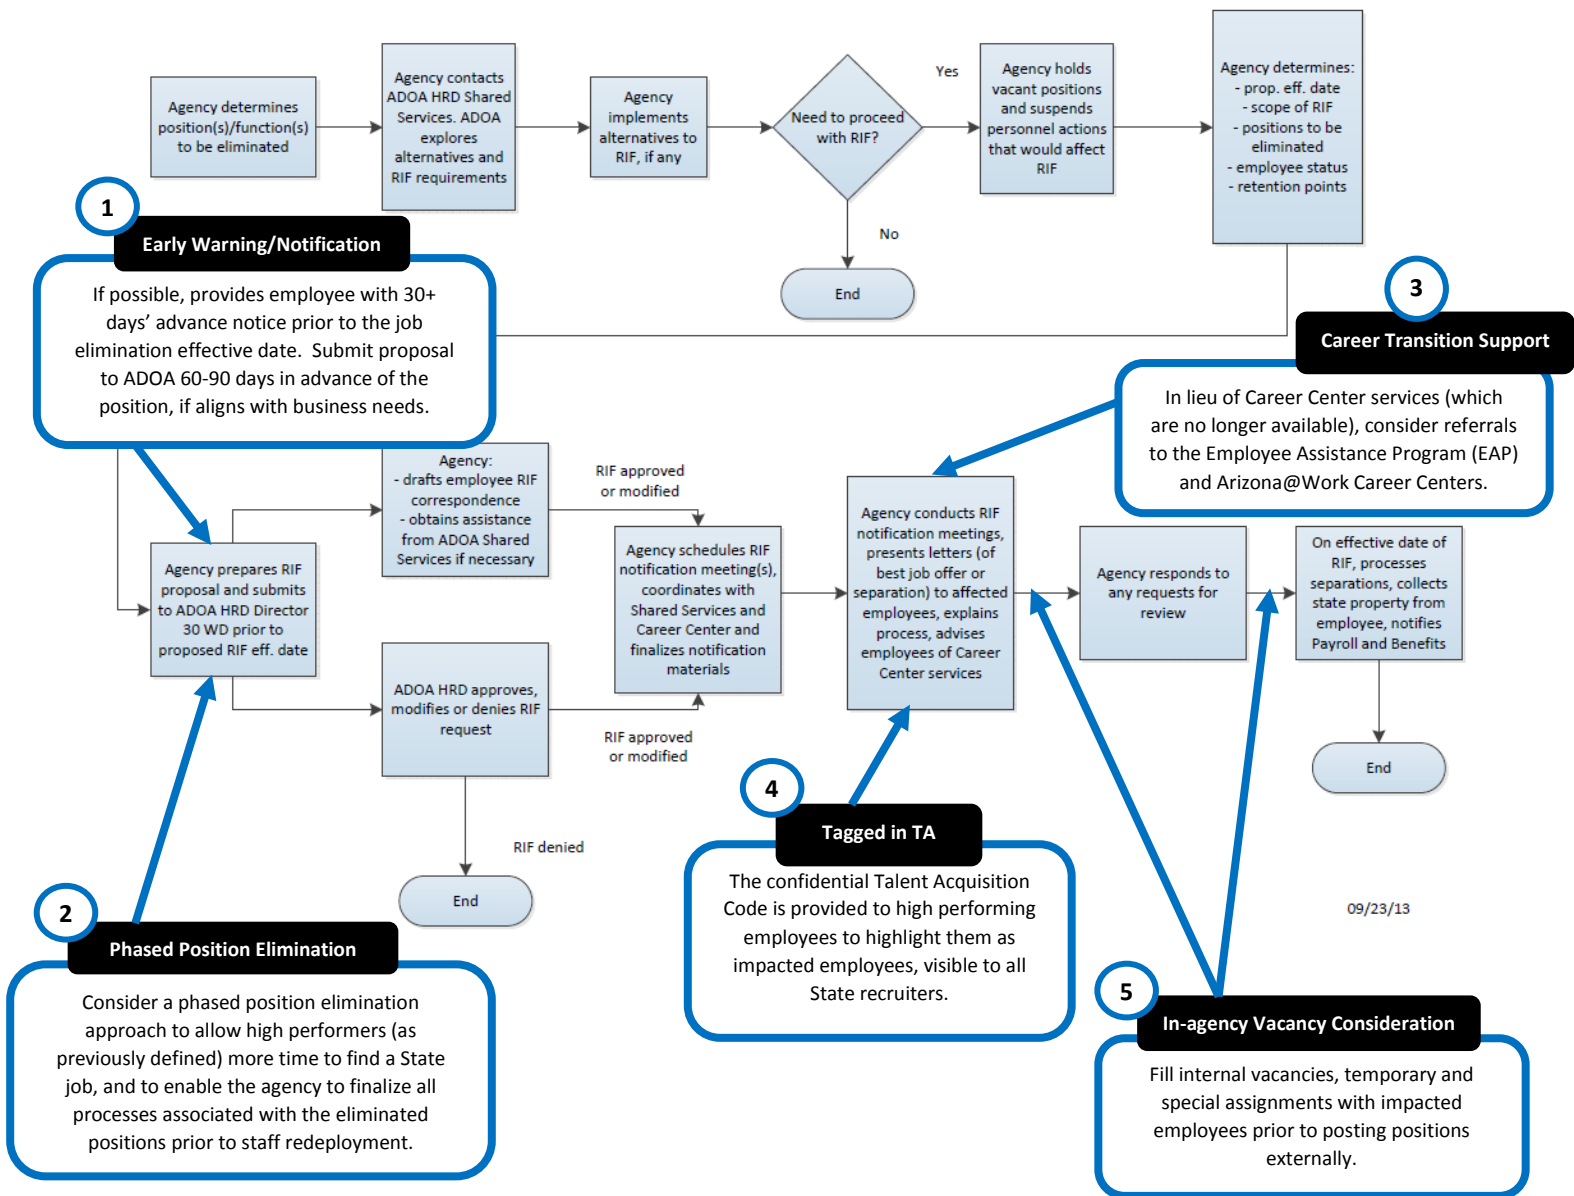 Agency determines
position(s)/function(s)
to be eliminated
Agency contacts
ADOA HRD Shared
Services. ADOA
explores
alternatives and
RIF requirements
Agency
implements
alternatives to
RIF, if any
Need to proceed
with RIF?
Yes
No
End
Agency holds
vacant positions
and suspends
personnel actions
that would affect
RIF
Agency determines:
- prop. eff. date
- scope of RIF
- positions to be
eliminated
- employee status
- retention points
1
Early Warning/Notification
If possible, provides employee with 30+
days’ advance notice prior to the job
elimination effective date.  Submit proposal
to ADOA 60-90 days in advance of the
position, if aligns with business needs.
3
Career Transition Support
In lieu of Career Center services (which
are no longer available), consider referrals
to the Employee Assistance Program (EAP)
and Arizona@Work Career Centers.
Agency prepares RIF
proposal and submits
to ADOA HRD Director
30 WD prior to
proposed RIF eff. date
Agency:
- drafts employee RIF
correspondence
- obtains assistance
from ADOA Shared
Services if necessary
RIF approved
or modified
ADOA HRD approves,
modifies or denies RIF
request
RIF approved
or modified
RIF denied
End
Agency schedules RIF
notification meeting(s),
coordinates with
Shared Services and
Career Center and
finalizes notification
materials
Agency conducts RIF
notification meetings,
presents letters (of
best job offer or
separation) to affected
employees, explains
process, advises
employees of Career
Center services
Agency responds to
any requests for
review
On effective date of
RIF, processes
separations, collects
state property from
employee, notifies
Payroll and Benefits
End
2
Phased Position Elimination
Consider a phased position elimination
approach to allow high performers (as
previously defined) more time to find a State
job, and to enable the agency to finalize all
processes associated with the eliminated
positions prior to staff redeployment.
4
Tagged in TA
The confidential Talent Acquisition
Code is provided to high performing
employees to highlight them as
impacted employees, visible to all
State recruiters.
09/23/13
5
In-agency Vacancy Consideration
Fill internal vacancies, temporary and
special assignments with impacted
employees prior to posting positions
externally.